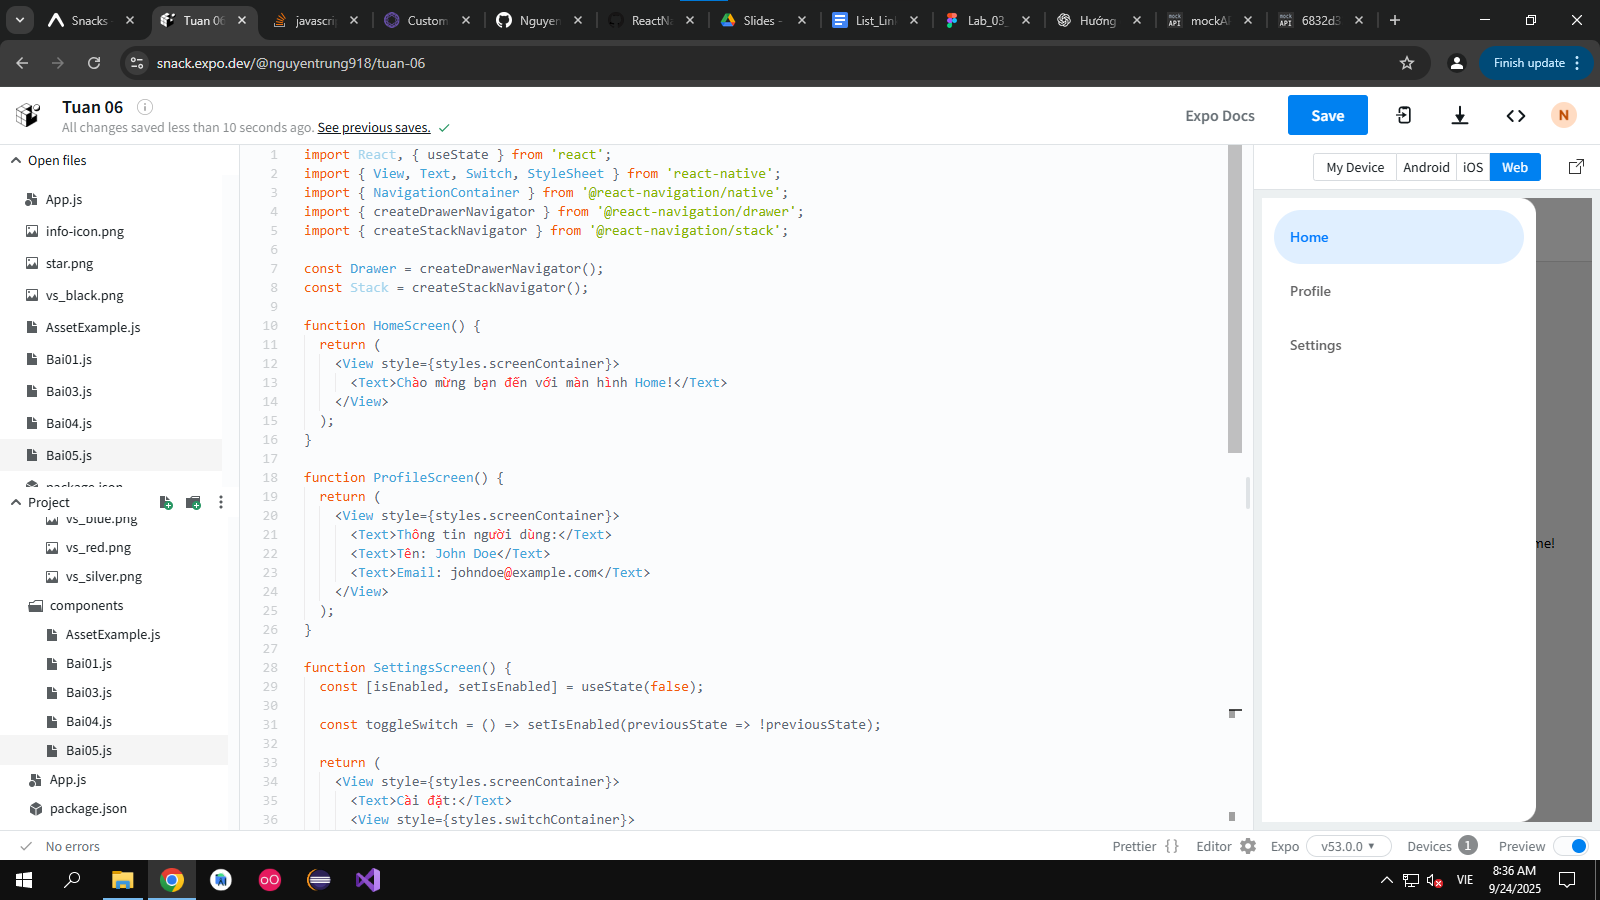 Snacks
Tuan 06
javascrip
Custom
Nguyen
ReactNa
Slides -
List_Link
Lab_03_
Hướng
mock API
mockA
mock API
6832d3
snack.expo.dev/@nguyentrung918/tuan-06
Finish update
Tuan 06
All changes saved less than 10 seconds ago. See previous saves.
Expo Docs
Save
N
Open files
App.js
info-icon.png
star.png
vs_black.png
AssetExample.js
Bai01.js
Bai03.js
Bai04.js
Bai05.js
package.json
Project
vs_blue.png
vs_red.png
vs_silver.png
components
AssetExample.js
Bai01.js
Bai03.js
Bai04.js
Bai05.js
App.js
package.json
1 import React, { useState } from 'react';
2 import { View, Text, Switch, StyleSheet } from 'react-native';
3 import { NavigationContainer } from '@react-navigation/native';
4 import { createDrawerNavigator } from '@react-navigation/drawer';
5 import { createStackNavigator } from '@react-navigation/stack';
6
7 const Drawer = createDrawerNavigator();
8 const Stack = createStackNavigator();
9
10 function HomeScreen() {
11 return (
12 <View style={styles.screenContainer}>
13 <Text>Chào mừng bạn đến với màn hình Home!</Text>
14 </View>
15 );
16 }
17
18 function ProfileScreen() {
19 return (
20 <View style={styles.screenContainer}>
21 <Text>Thông tin người dùng:</Text>
22 <Text>Tên: John Doe</Text>
23 <Text>Email: johndoe@example.com</Text>
24 </View>
25 );
26 }
27
28 function SettingsScreen() {
29 const [isEnabled, setIsEnabled] = useState(false);
30
31 const toggleSwitch = () => setIsEnabled(previousState => !previousState);
32
33 return (
34 <View style={styles.screenContainer}>
35 <Text>Cài đặt:</Text>
36 <View style={styles.switchContainer}>
My Device
Android
iOS
Web
Home
Profile
Settings
me!
No errors
Prettier { }
Editor
Expo
v53.0.0
Devices 1
Preview
VIE
8:36 AM
9/24/2025